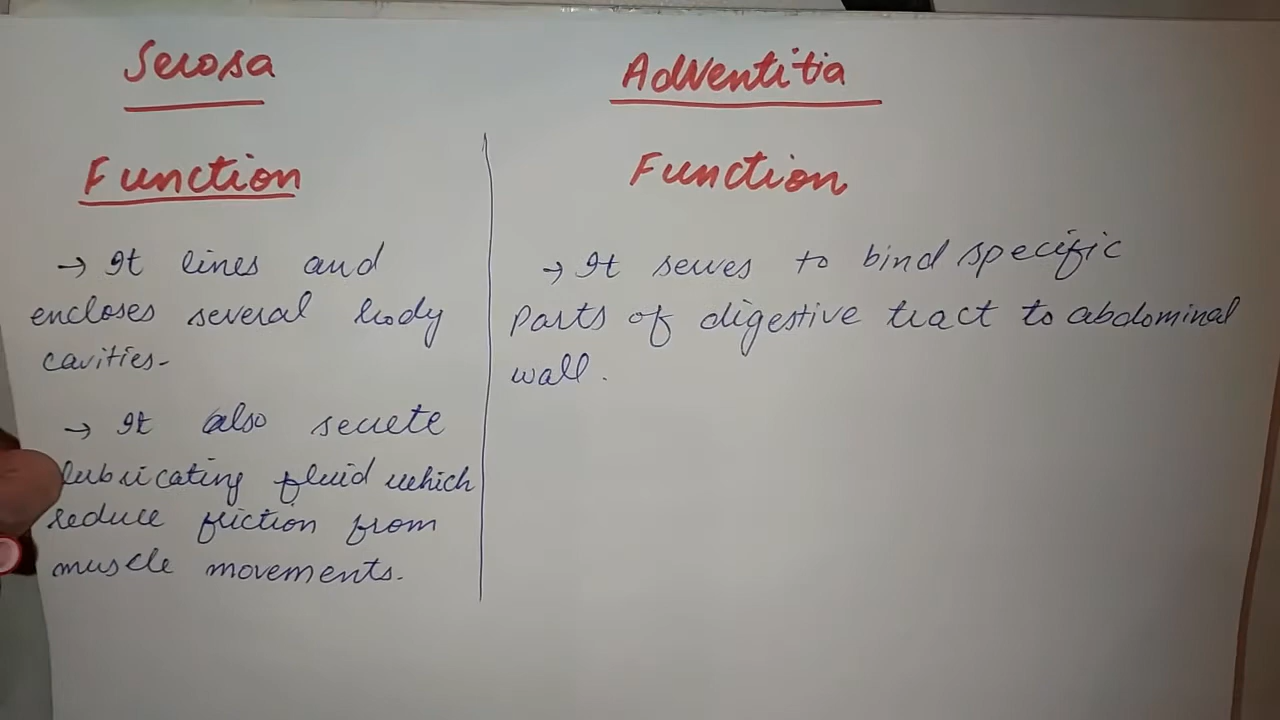 Serosa
Function
→ It lines and
encloses several body
cavities.
→ It also secrete
lubricating fluid which
reduce friction from
muscle movements.
Adventitia
Function
→ It serves to bind specific
parts of digestive tract to abdominal
wall.